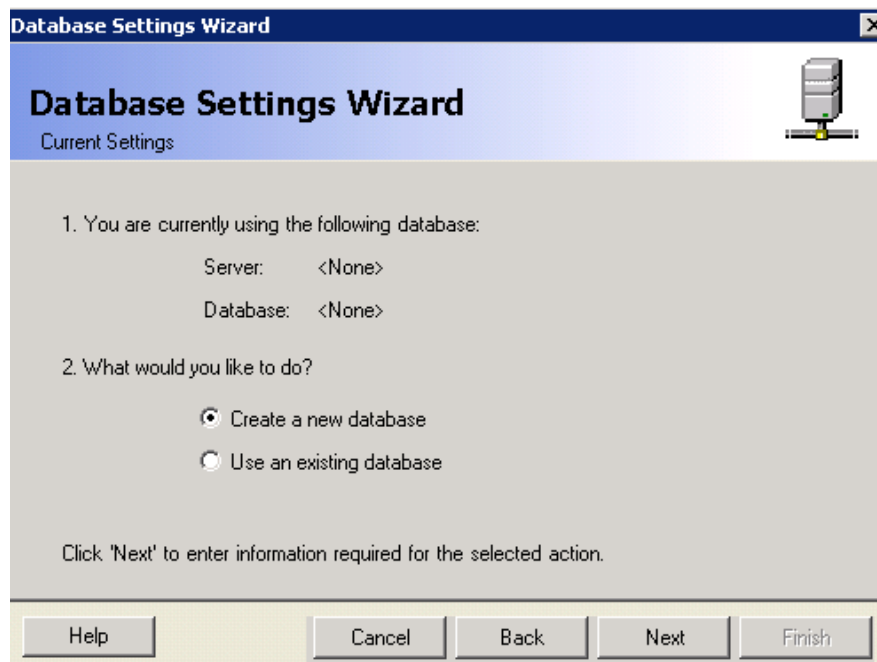 Database Settings Wizard
Database Settings Wizard
Current Settings
1. You are currently using the following database:
Server: <None>
Database: <None>
2. What would you like to do?
Create a new database
Use an existing database
Click 'Next' to enter information required for the selected action.
Help Cancel Back Next Finish